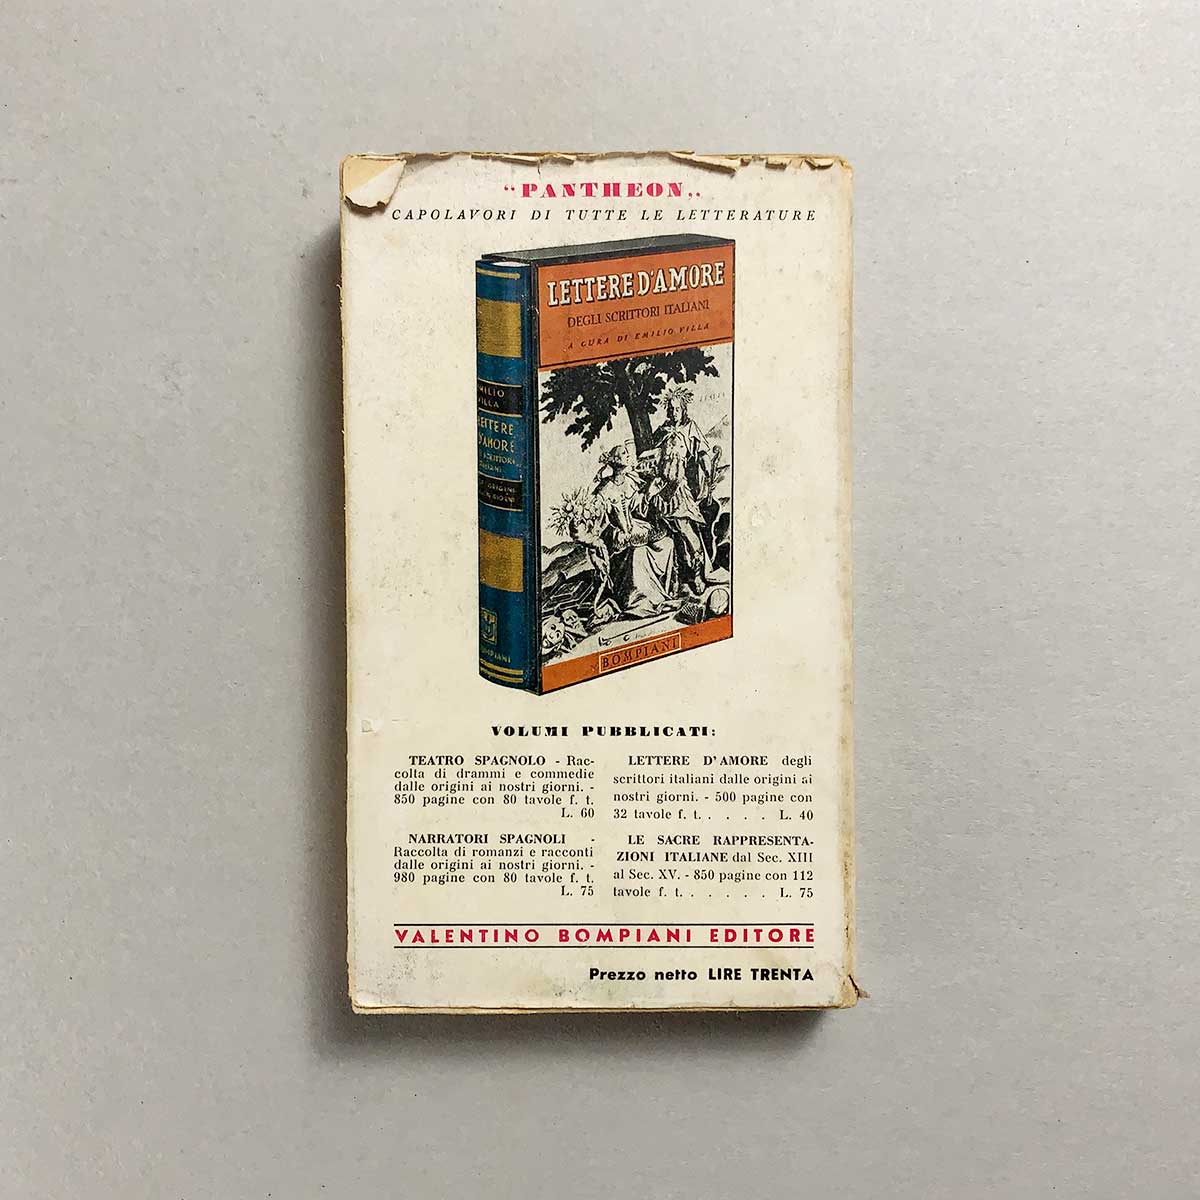 “PANTHEON„
CAPOLAVORI DI TUTTE LE LETTERATURE
LETTERE D'AMORE
DEGLI SCRITTORI ITALIANI
A CURA DI EMILIO VILLA
ITALIA
VILLA
LETTERE
D'AMORE
BOMPIANI
VOLUMI PUBBLICATI:
TEATRO SPAGNOLO - Rac-
colta di drammi e commedie
dalle origini ai nostri giorni. -
850 pagine con 80 tavole f. t.
L. 60
NARRATORI SPAGNOLI -
Raccolta di romanzi e racconti
dalle origini ai nostri giorni. -
980 pagine con 80 tavole f. t.
L. 75
LETTERE D'AMORE degli
scrittori italiani dalle origini ai
nostri giorni. - 500 pagine con
32 tavole f. t. . . . . L. 40
LE SACRE RAPPRESENTA-
ZIONI ITALIANE dal Sec. XIII
al Sec. XV. - 850 pagine con 112
tavole f. t. . . . . . . L. 75
VALENTINO BOMPIANI EDITORE
Prezzo netto LIRE TRENTA